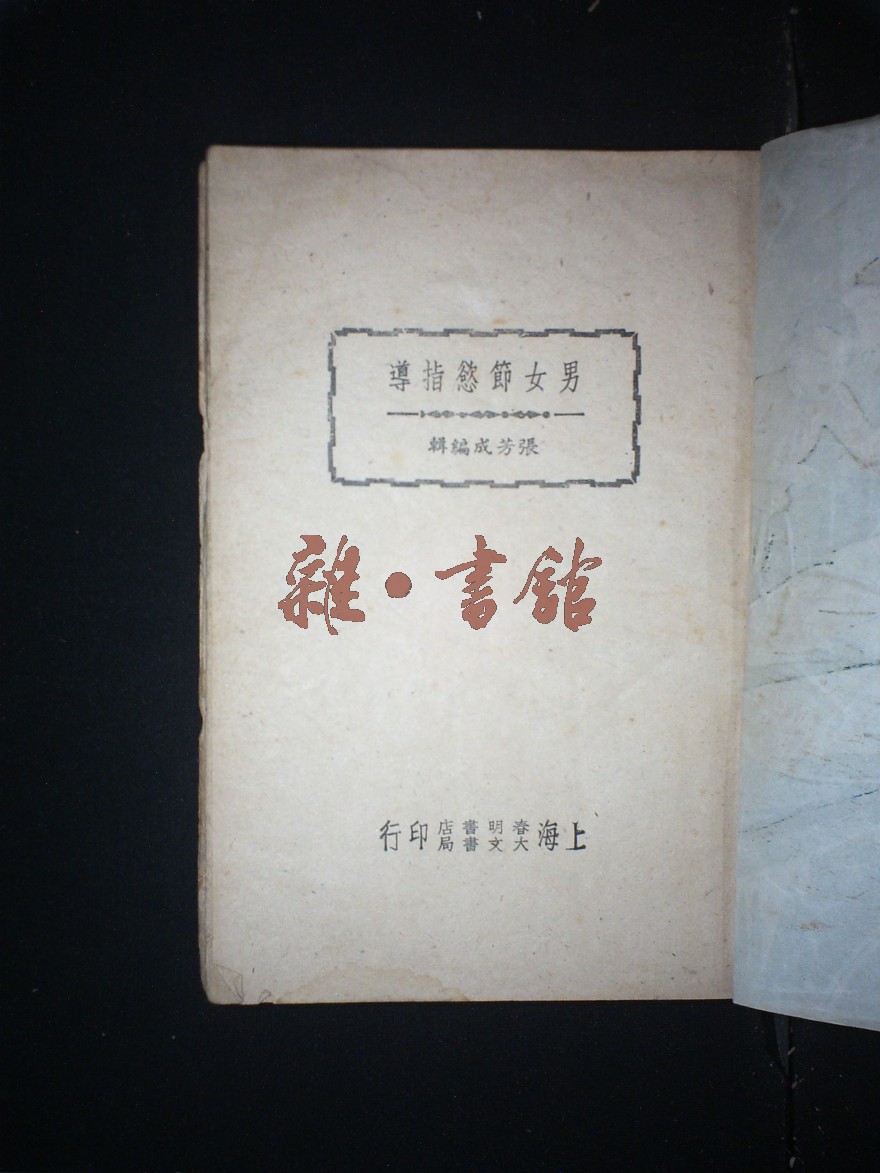 男女節慾指導
張芳成編輯
雜·書館
上海春明書店大文書局印行